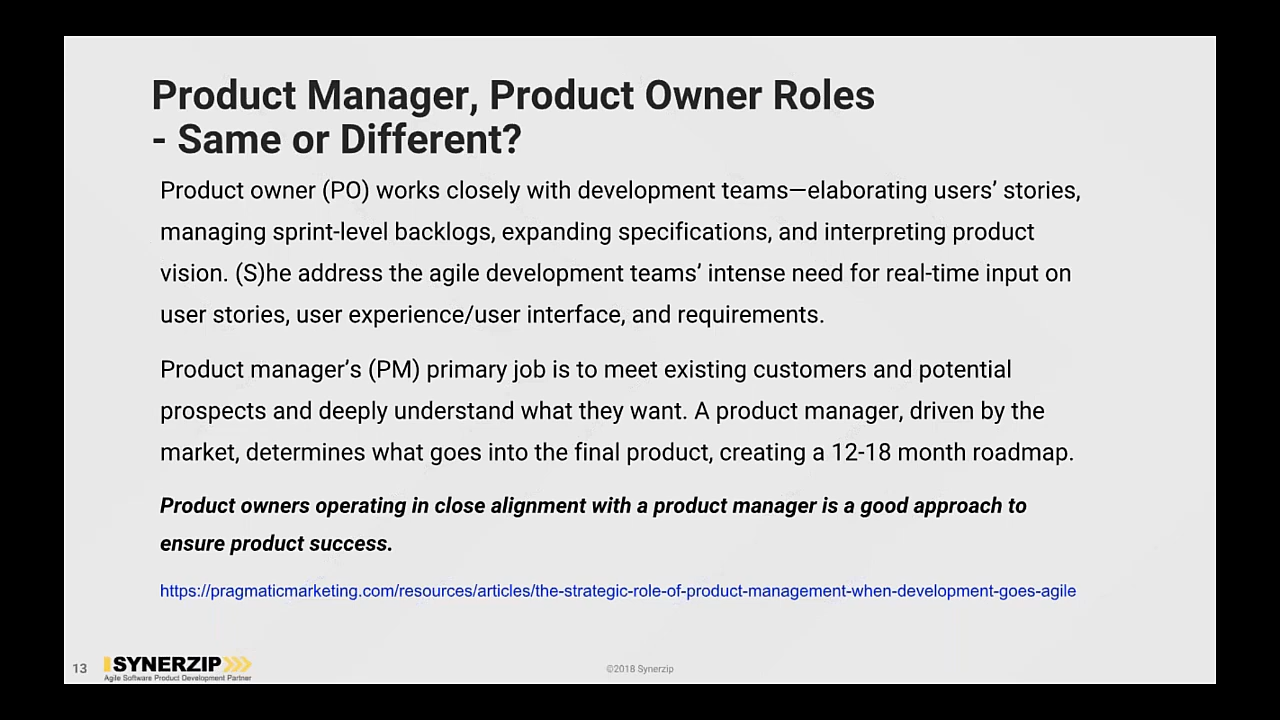 Product Manager, Product Owner Roles
- Same or Different?
Product owner (PO) works closely with development teams—elaborating users’ stories,
managing sprint-level backlogs, expanding specifications, and interpreting product
vision. (S)he address the agile development teams’ intense need for real-time input on
user stories, user experience/user interface, and requirements.
Product manager’s (PM) primary job is to meet existing customers and potential
prospects and deeply understand what they want. A product manager, driven by the
market, determines what goes into the final product, creating a 12-18 month roadmap.
Product owners operating in close alignment with a product manager is a good approach to
ensure product success.
https://pragmaticmarketing.com/resources/articles/the-strategic-role-of-product-management-when-development-goes-agile
13
SYNERZIP
Agile Software Product Development Partner
©2018 Synerzip